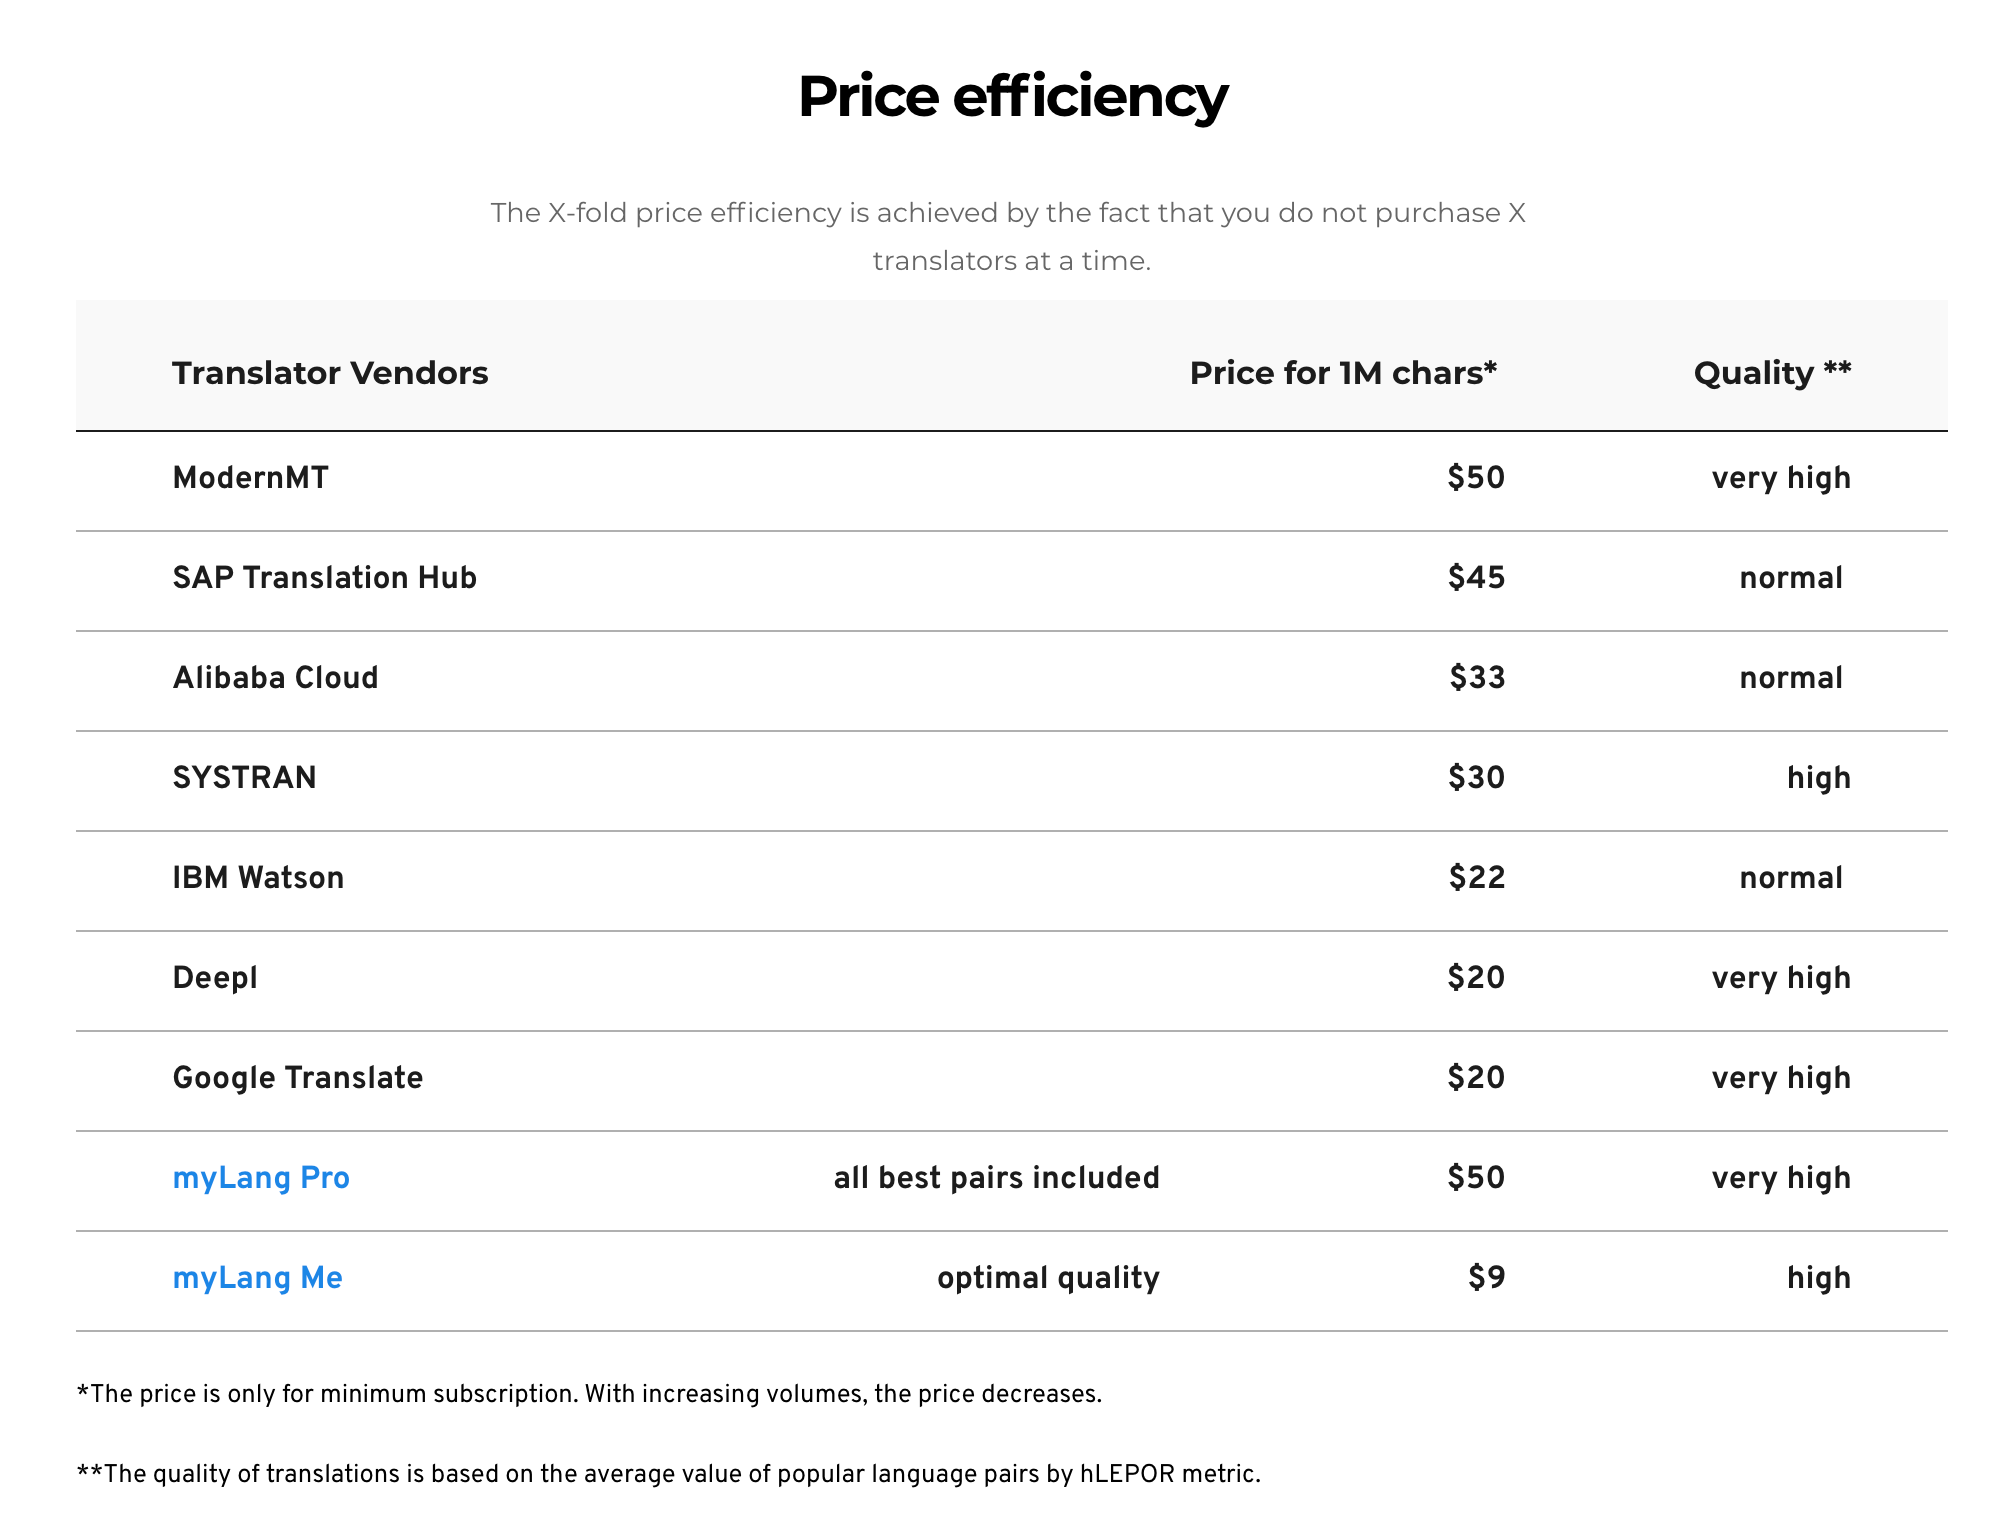 Price efficiency
The X-fold price efficiency is achieved by the fact that you do not purchase X
translators at a time.
Translator Vendors Price for 1M chars* Quality **
ModernMT $50 very high
SAP Translation Hub $45 normal
Alibaba Cloud $33 normal
SYSTRAN $30 high
IBM Watson $22 normal
Deepl $20 very high
Google Translate $20 very high
myLang Pro all best pairs included $50 very high
myLang Me optimal quality $9 high
*The price is only for minimum subscription. With increasing volumes, the price decreases.
**The quality of translations is based on the average value of popular language pairs by hLEPOR metric.